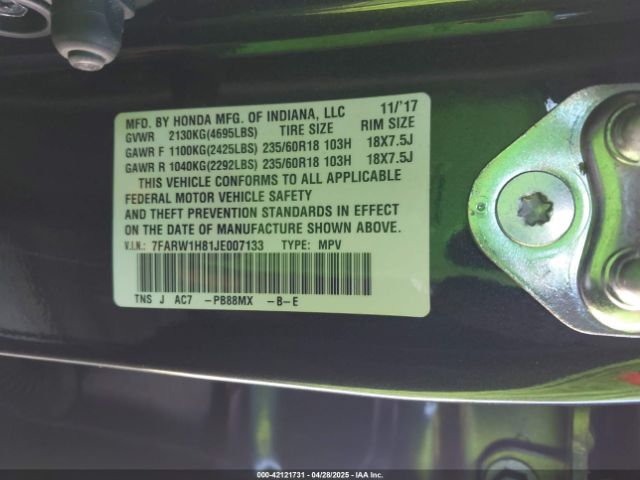 MFD. BY HONDA MFG. OF INDIANA, LLC 11/'17
GVWR 2130KG(4695LBS) TIRE SIZE RIM SIZE
GAWR F 1100KG(2425LBS) 235/60R18 103H 18X7.5J
GAWR R 1040KG(2292LBS) 235/60R18 103H 18X7.5J
THIS VEHICLE CONFORMS TO ALL APPLICABLE
FEDERAL MOTOR VEHICLE SAFETY
AND THEFT PREVENTION STANDARDS IN EFFECT
ON THE DATE OF MANUFACTURE SHOWN ABOVE.
V.I.N.: 7FARW1H81JE007133 TYPE: MPV
TNS J AC7 -PB88MX -B-E
000-42121731 - 04/28/2025 - IAA Inc.